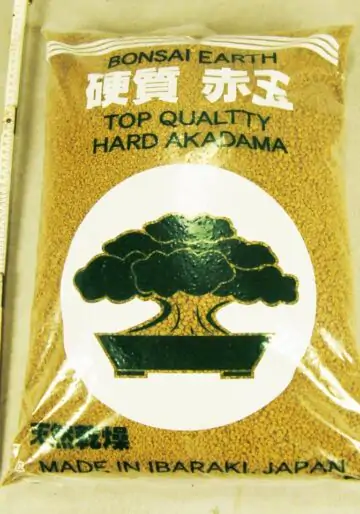 BONSAI EARTH
硬質 赤玉
TOP QUALTTY
HARD AKADAMA
天然乾燥
MADE IN IBARAKI, JAPAN